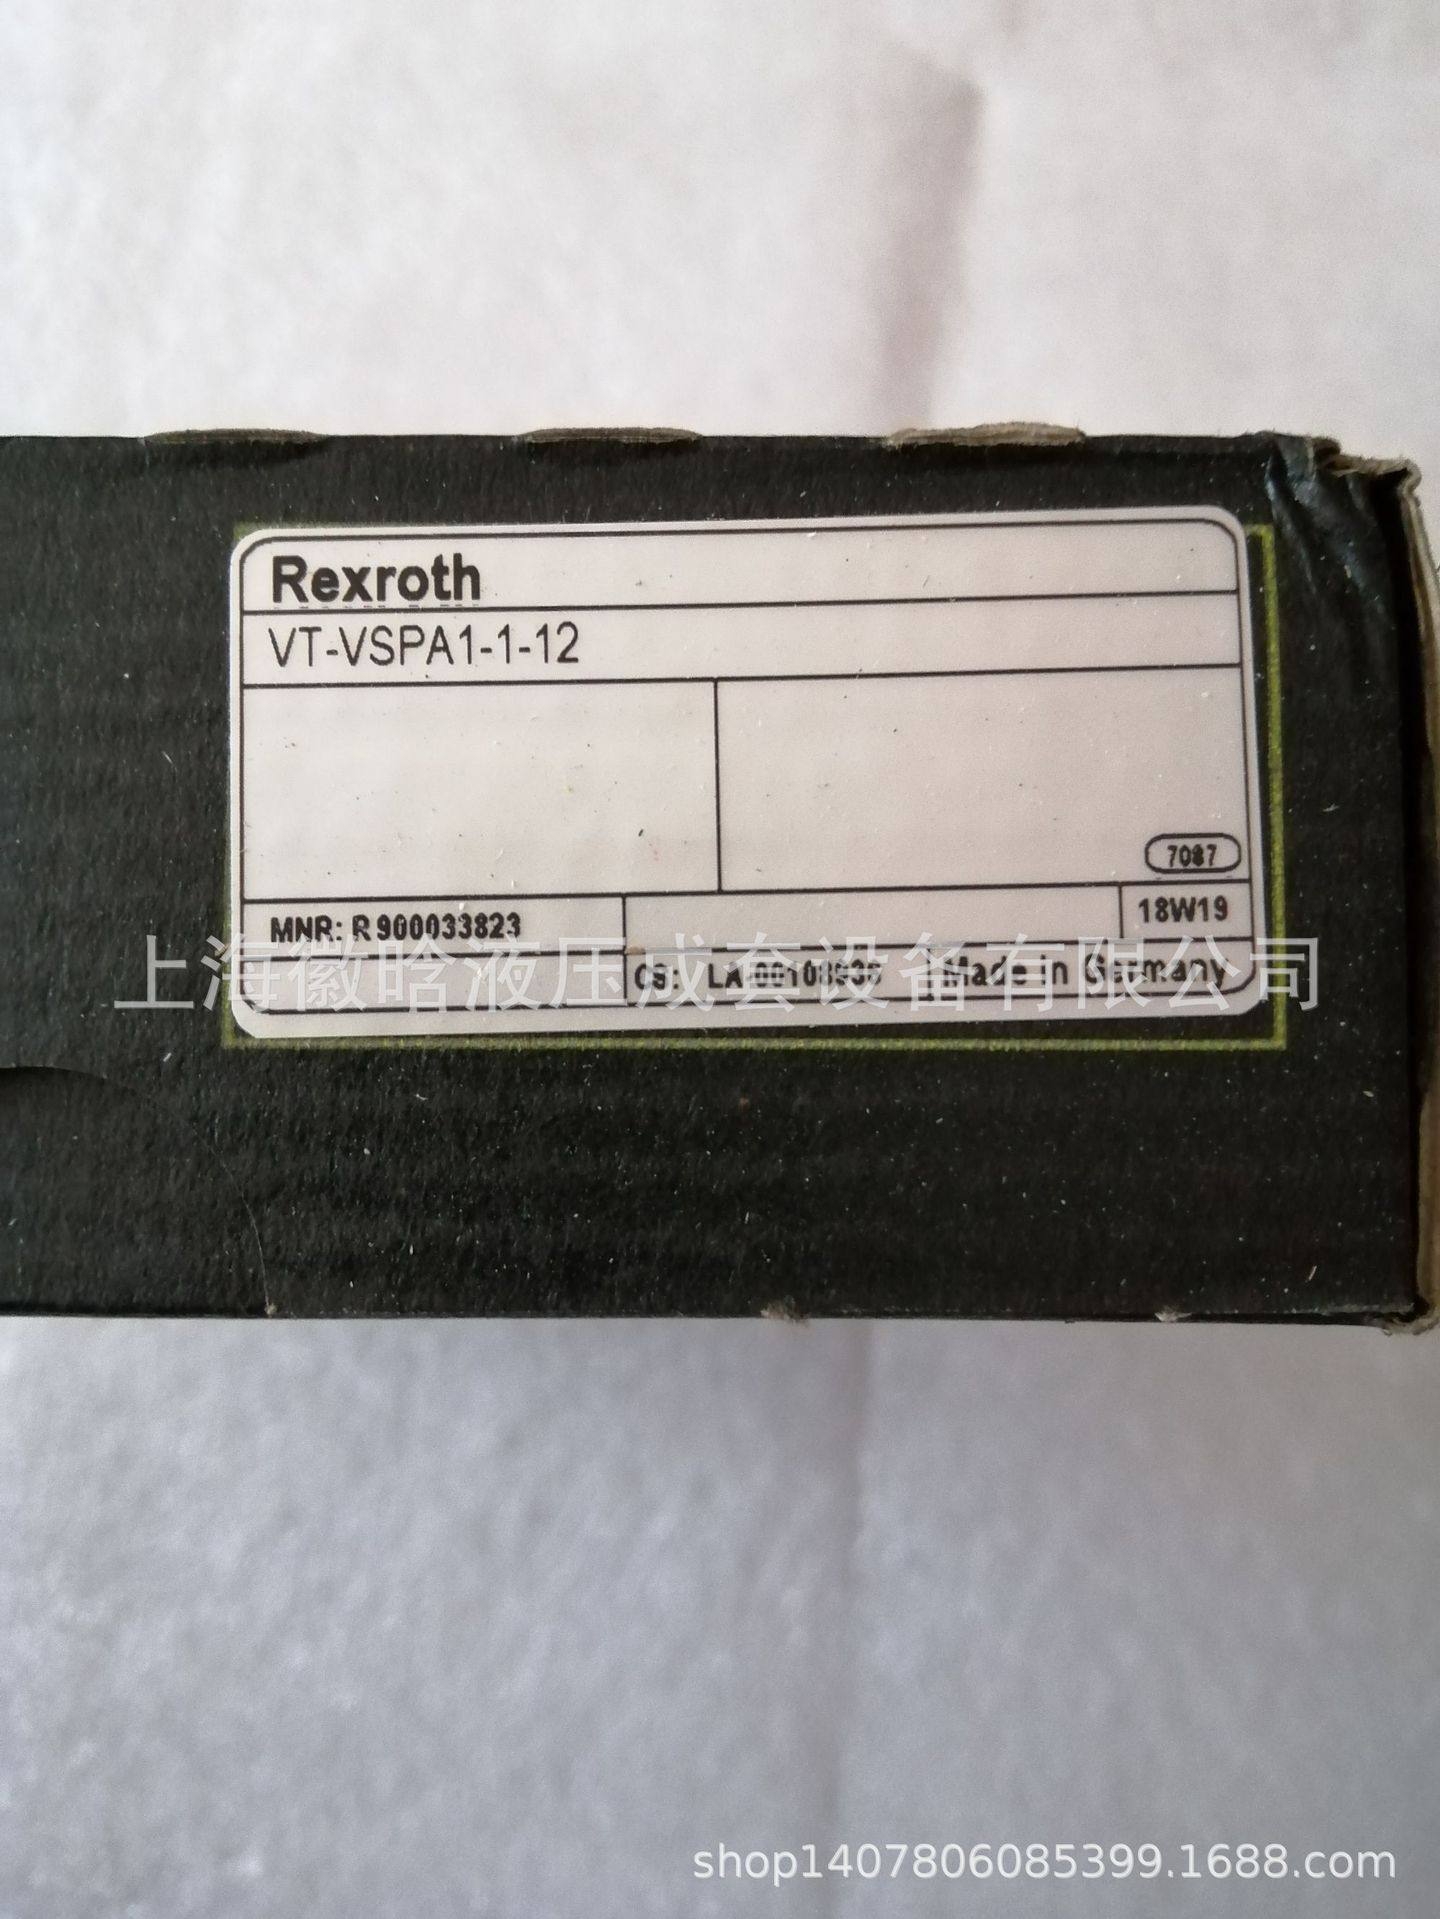 Rexroth
VT-VSPA1-1-12
7087
MNR: R900033823
18W19
CS: Made in Germany
上海徽晗液压成套设备有限公司
shop1407806085399.1688.com